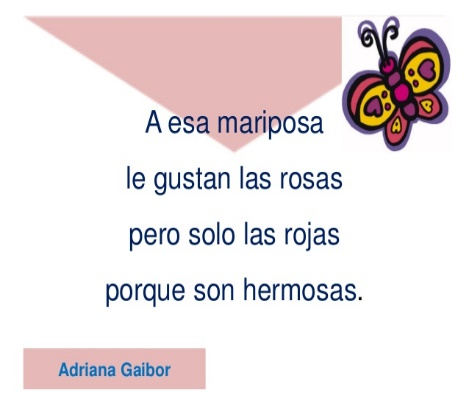 A esa mariposa
le gustan las rosas
pero solo las rojas
porque son hermosas.
Adriana Gaibor